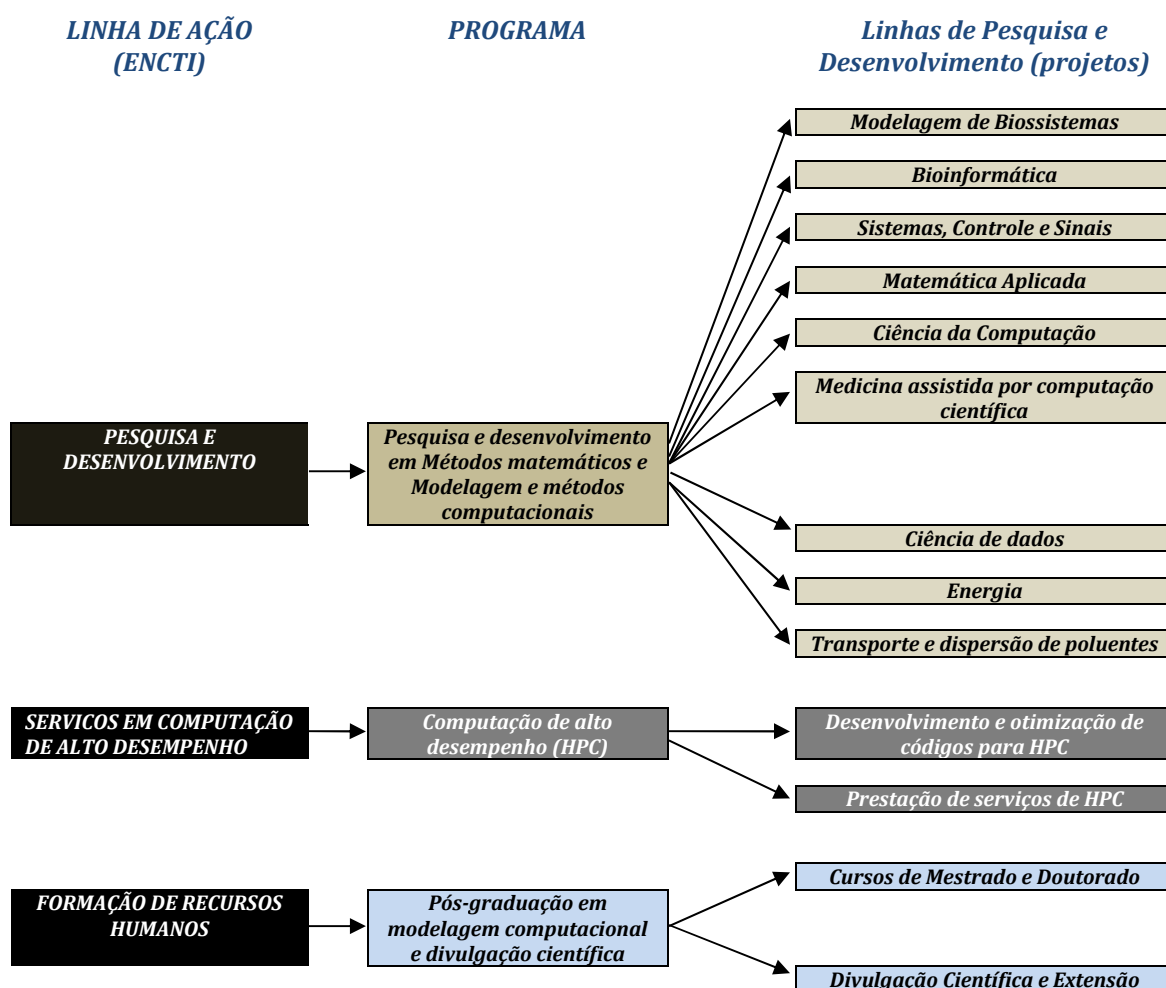 LINHA DE AÇÃO
(ENCTI)
PROGRAMA
Linhas de Pesquisa e
Desenvolvimento (projetos)
Modelagem de Biossistemas
Bioinformática
Sistemas, Controle e Sinais
Matemática Aplicada
Ciência da Computação
Medicina assistida por computação
científica
PESQUISA E
DESENVOLVIMENTO
Pesquisa e desenvolvimento
em Métodos matemáticos e
Modelagem e métodos
computacionais
Ciência de dados
Energia
Transporte e dispersão de poluentes
SERVICOS EM COMPUTAÇÃO
DE ALTO DESEMPENHO
Computação de alto
desempenho (HPC)
Desenvolvimento e otimização de
códigos para HPC
Prestação de serviços de HPC
FORMAÇÃO DE RECURSOS
HUMANOS
Pós-graduação em
modelagem computacional
e divulgação científica
Cursos de Mestrado e Doutorado
Divulgação Científica e Extensão